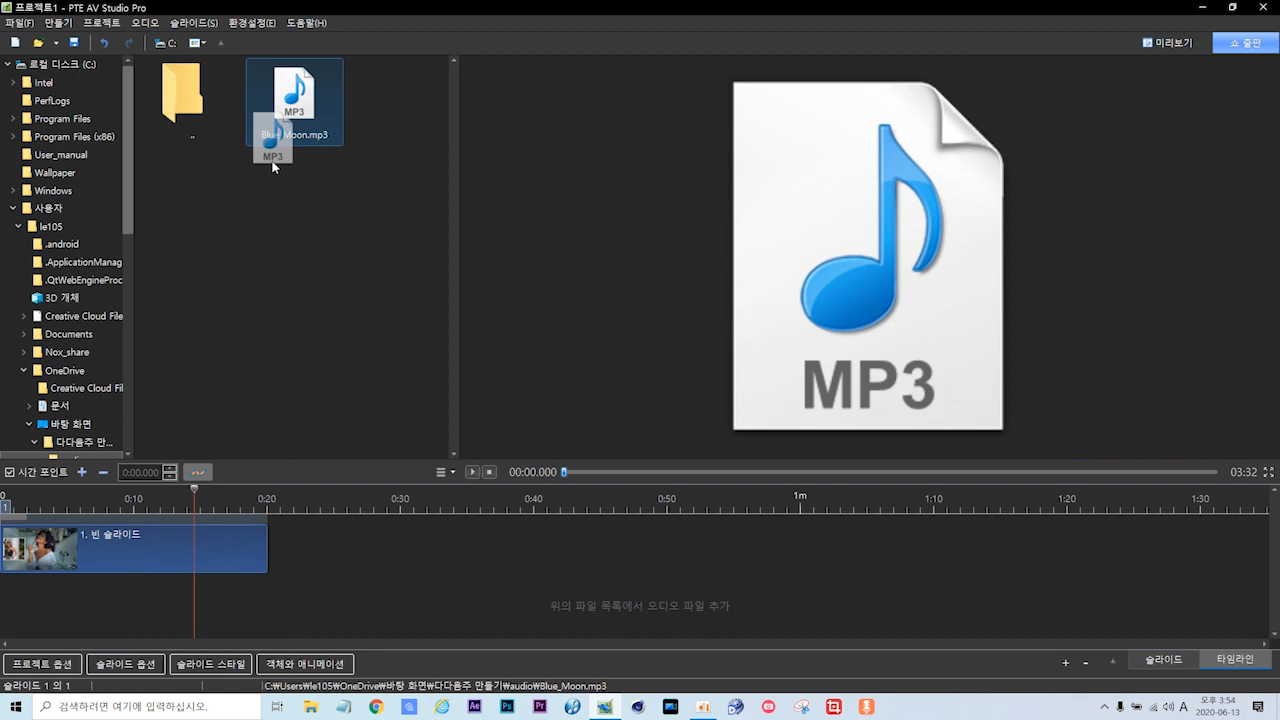 프로젝트1 - PTE AV Studio Pro
파일(F) 만들기 프로젝트 오디오 슬라이드(S) 환경설정(E) 도움말(H)
C: 미리보기 출판
로컬 디스크 (C:)
Intel
PerfLogs
Program Files
Program Files (x86)
User_manual
Wallpaper
Windows
사용자
le105
.android
.ApplicationManag
.QtWebEngineProc
3D 개체
Creative Cloud File
Documents
Nox_share
OneDrive
Creative Cloud Fil
문서
바탕 화면
다다음주 만...
..
MP3
Blue_Moon.mp3
MP3
MP3
시간 포인트 0:00.000 00:00.000 03:32
0 0:10 0:20 0:30 0:40 0:50 1m 1:10 1:20 1:30
1
1. 빈 슬라이드
위의 파일 목록에서 오디오 파일 추가
프로젝트 옵션 슬라이드 옵션 슬라이드 스타일 객체와 애니메이션 + - 슬라이드 타임라인
슬라이드 1 의 1 C:\Users\le105\OneDrive\바탕 화면\다다음주 만들기\audio\Blue_Moon.mp3
검색하려면 여기에 입력하십시오. Ae Ps Pr A 오후 3:54
2020-06-13